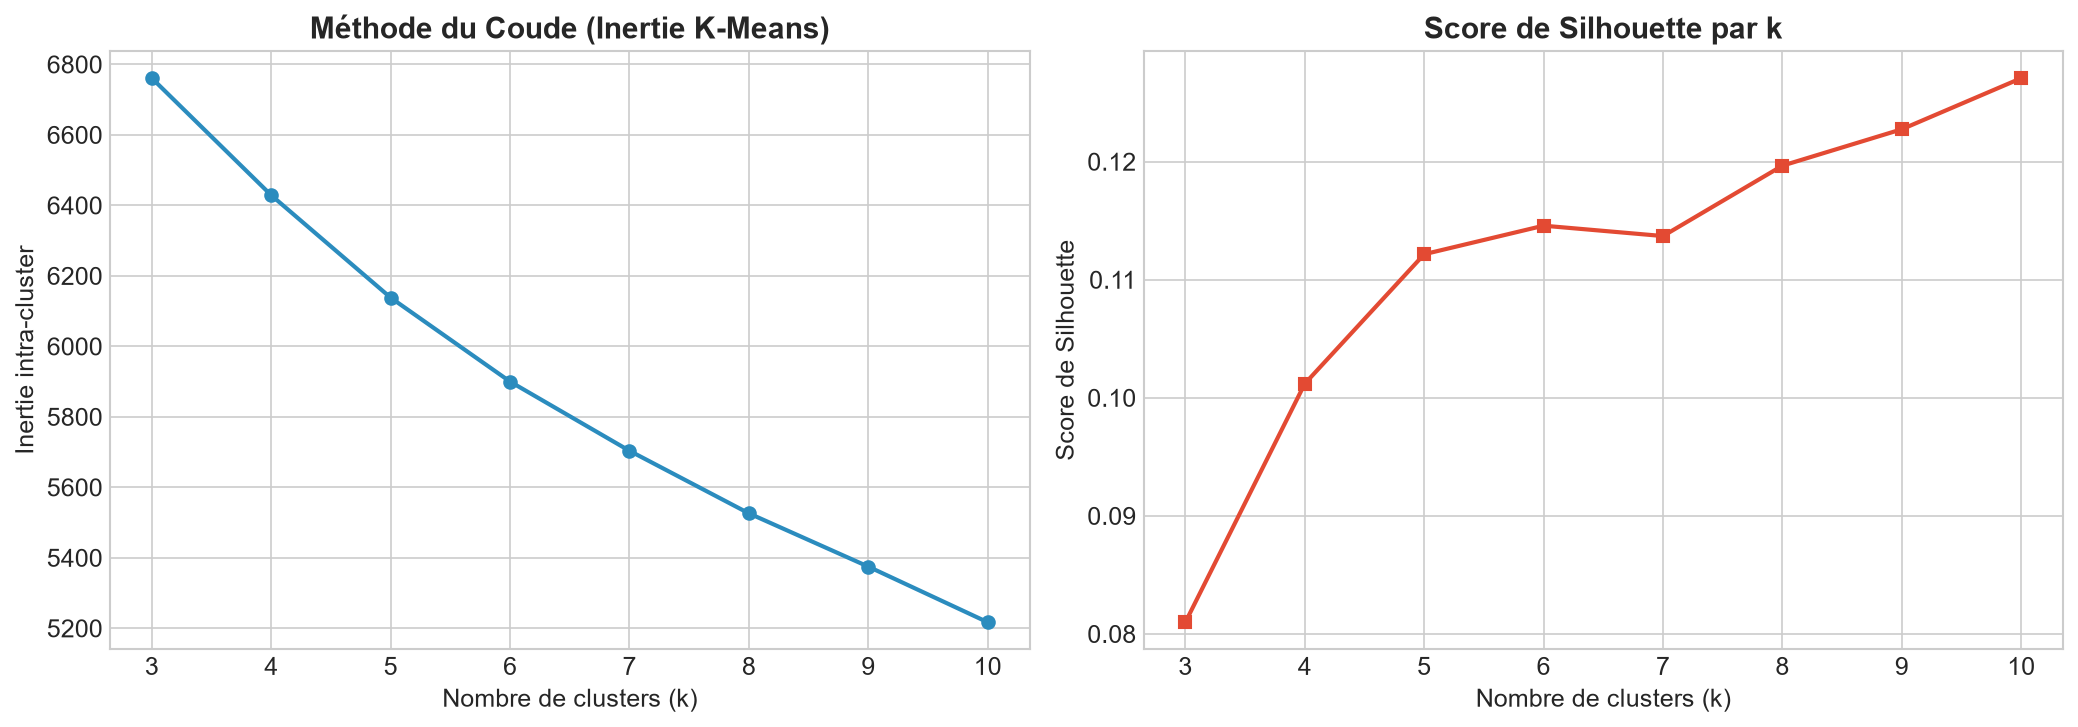 Méthode du Coude (Inertie K-Means)
6800
6600
6400
6200
6000
5800
5600
5400
5200
Inertie intra-cluster
3 4 5 6 7 8 9 10
Nombre de clusters (k)
Score de Silhouette par k
0.12
0.11
0.10
0.09
0.08
Score de Silhouette
3 4 5 6 7 8 9 10
Nombre de clusters (k)